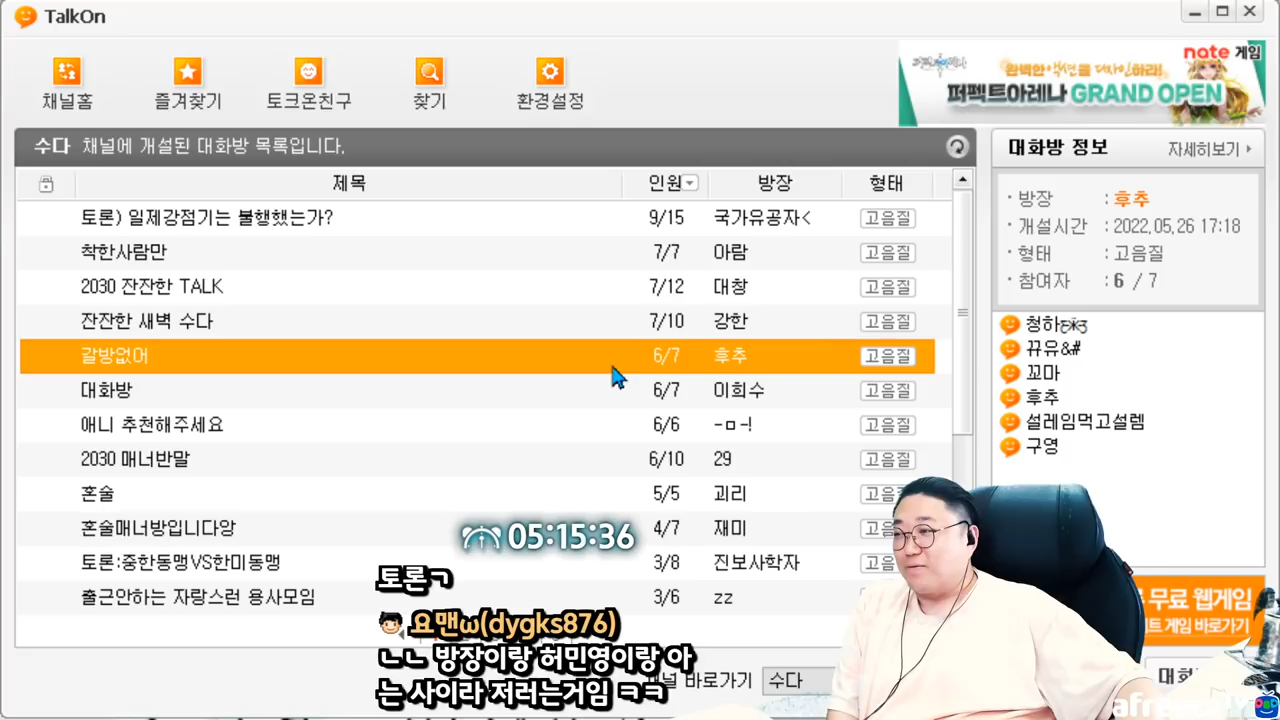 TalkOn
채널홈 즐겨찾기 토크온친구 찾기 환경설정
nate 게임
완벽한 액션을 디자인하라!
퍼펙트아레나 GRAND OPEN
수다 채널에 개설된 대화방 목록입니다.
제목 인원 방장 형태
토론) 일제강점기는 불행했는가? 9/15 국가유공자< 고음질
착한사람만 7/7 아람 고음질
2030 잔잔한 TALK 7/12 대창 고음질
잔잔한 새벽 수다 7/10 강한 고음질
갈방없어 6/7 후추 고음질
대화방 6/7 이희수 고음질
애니 추천해주세요 6/6 -ㅁ-! 고음질
2030 매너반말 6/10 29 고음질
혼술 5/5 괴리 고음
혼술매너방입니다앙 4/7 재미 고
토론:중한동맹VS한미동맹 3/8 진보사학자 고음
출근안하는 자랑스런 용사모임 3/6 zz 고
대화방 정보 자세히보기
방장 : 후추
개설시간 : 2022,05,26 17:18
형태 : 고음질
참여자 : 6 / 7
청하
뀨유&#
꼬마
후추
설레임먹고설렘
구영
05:15:36
토론ㄱ
요맨ω(dygks876)
ㄴㄴ 방장이랑 허민영이랑 아
는 사이라 저러는거임 ㅋㅋ
바로가기 수다
무료 웹게임
트 게임 바로가기
대화